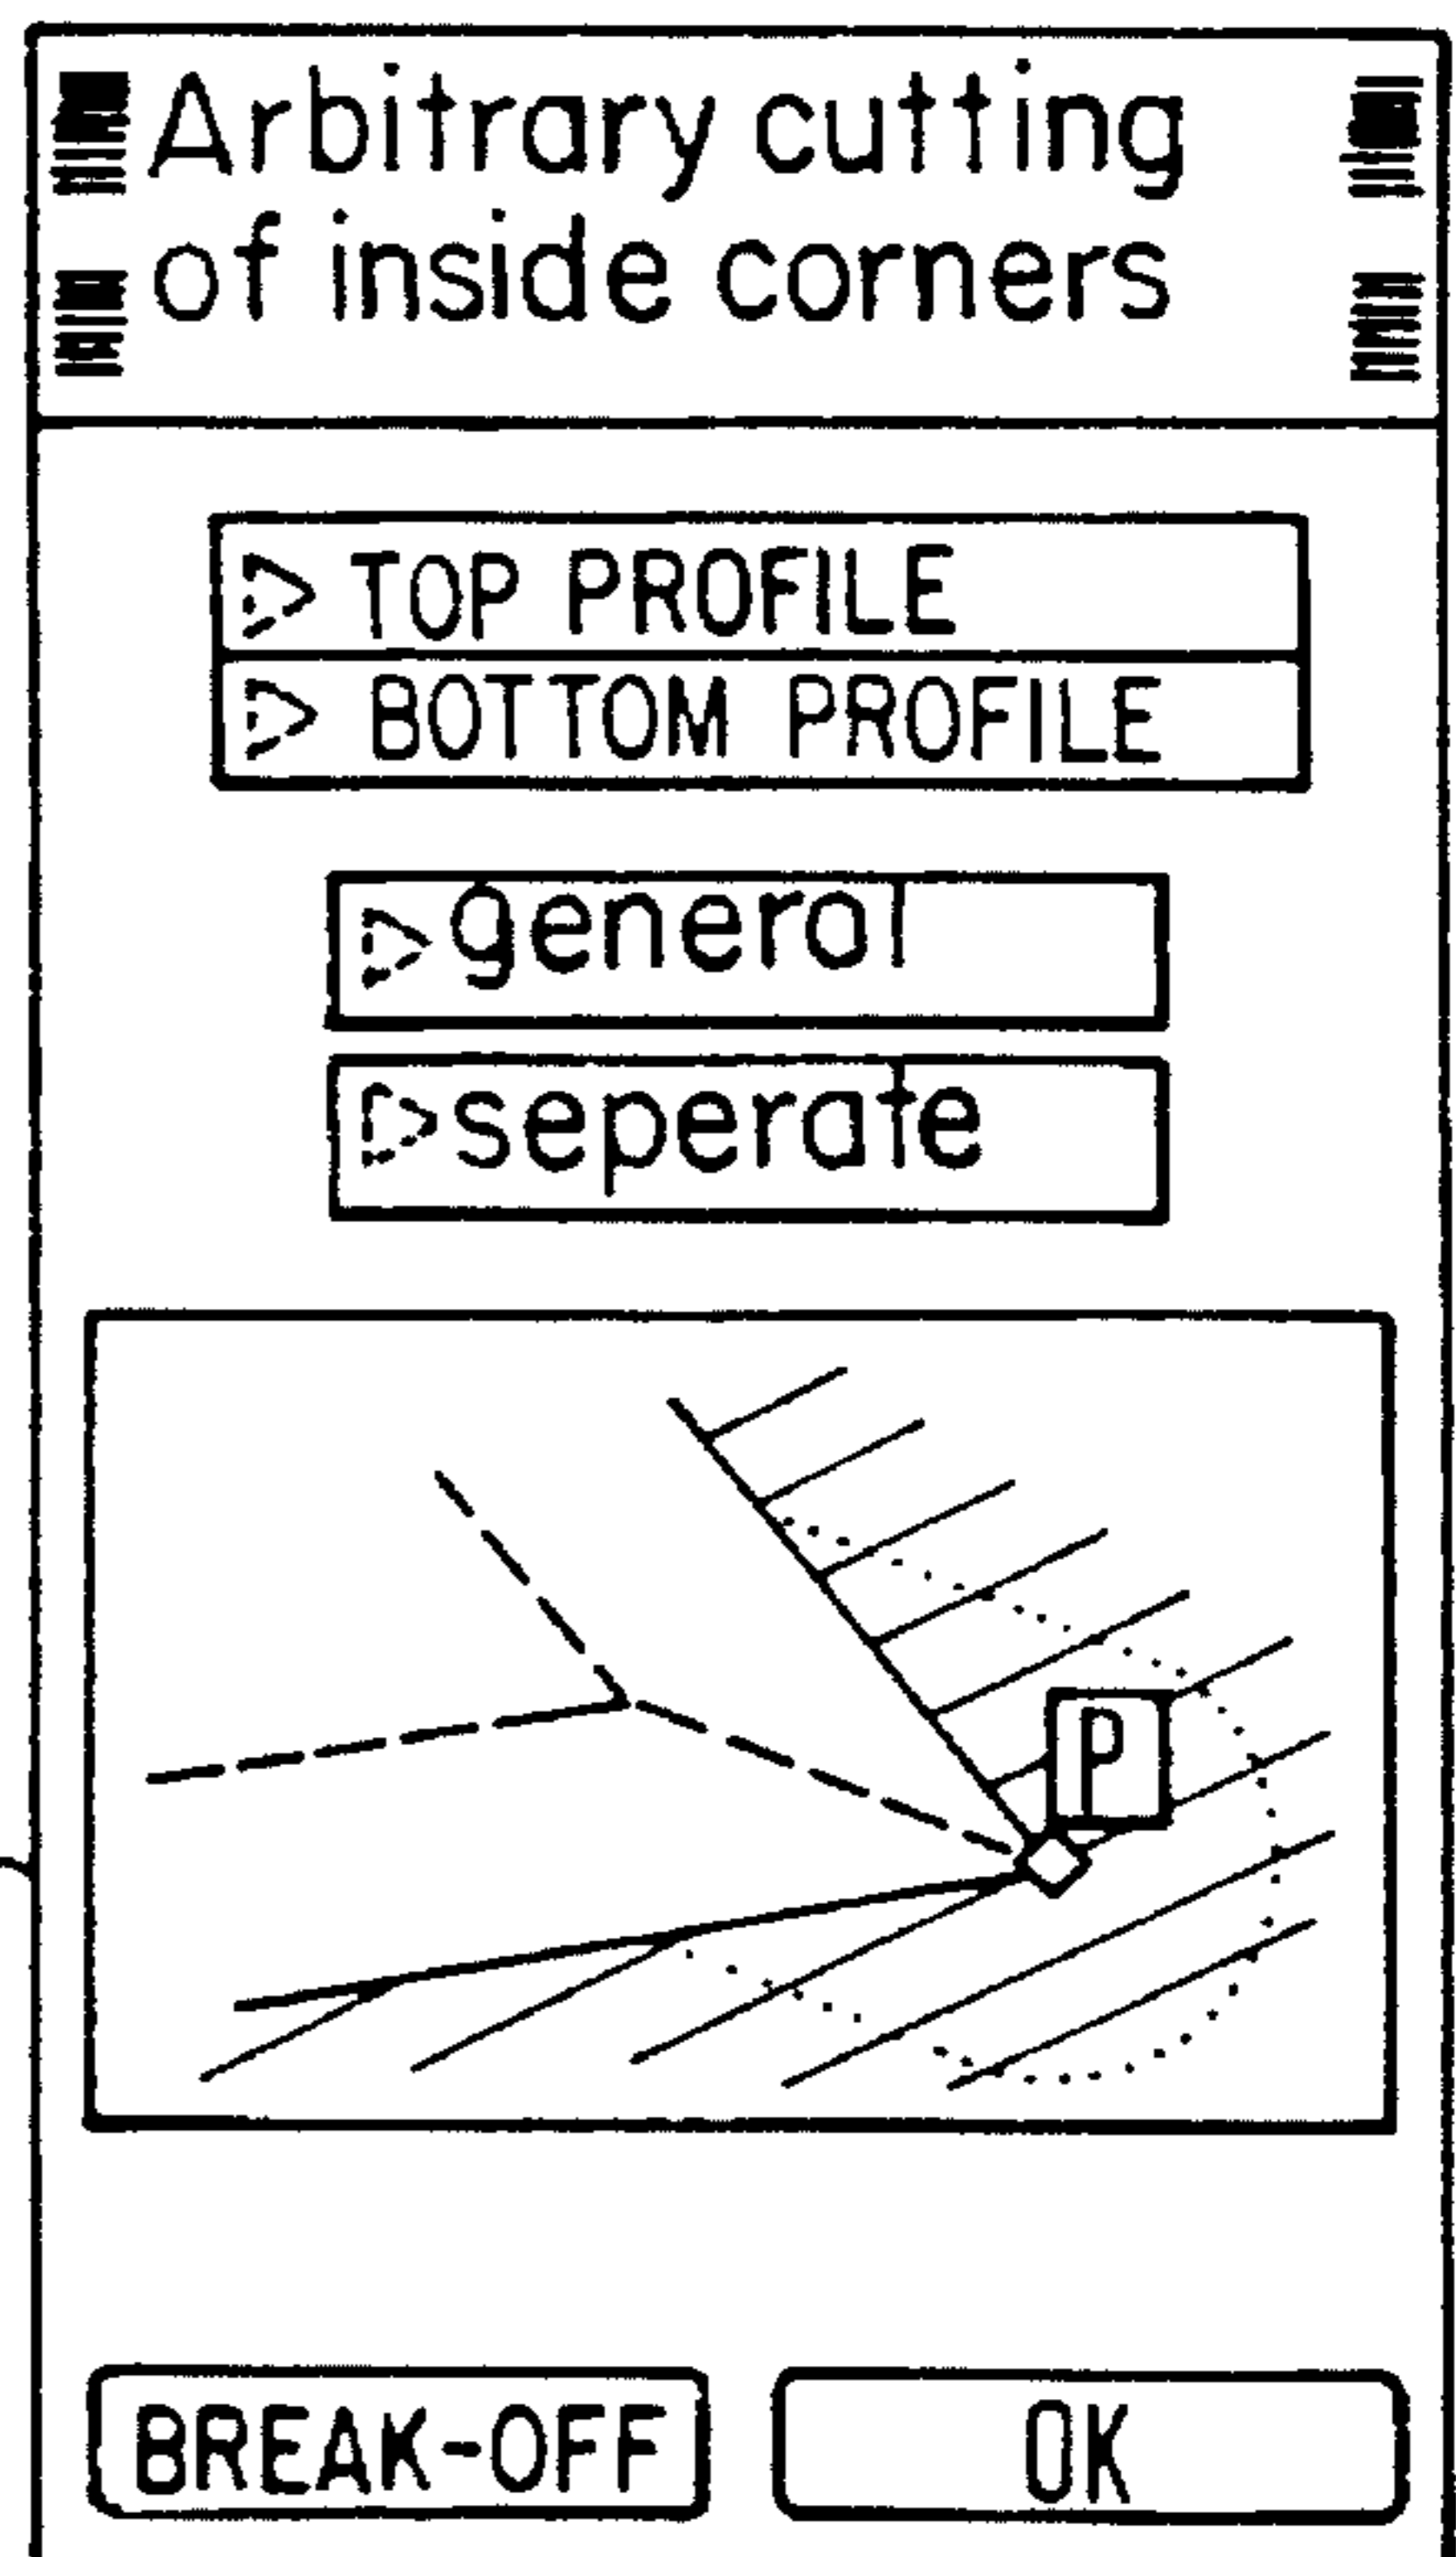 Arbitrary cutting
of inside corners
TOP PROFILE
BOTTOM PROFILE
general
seperate
P
BREAK-OFF
OK